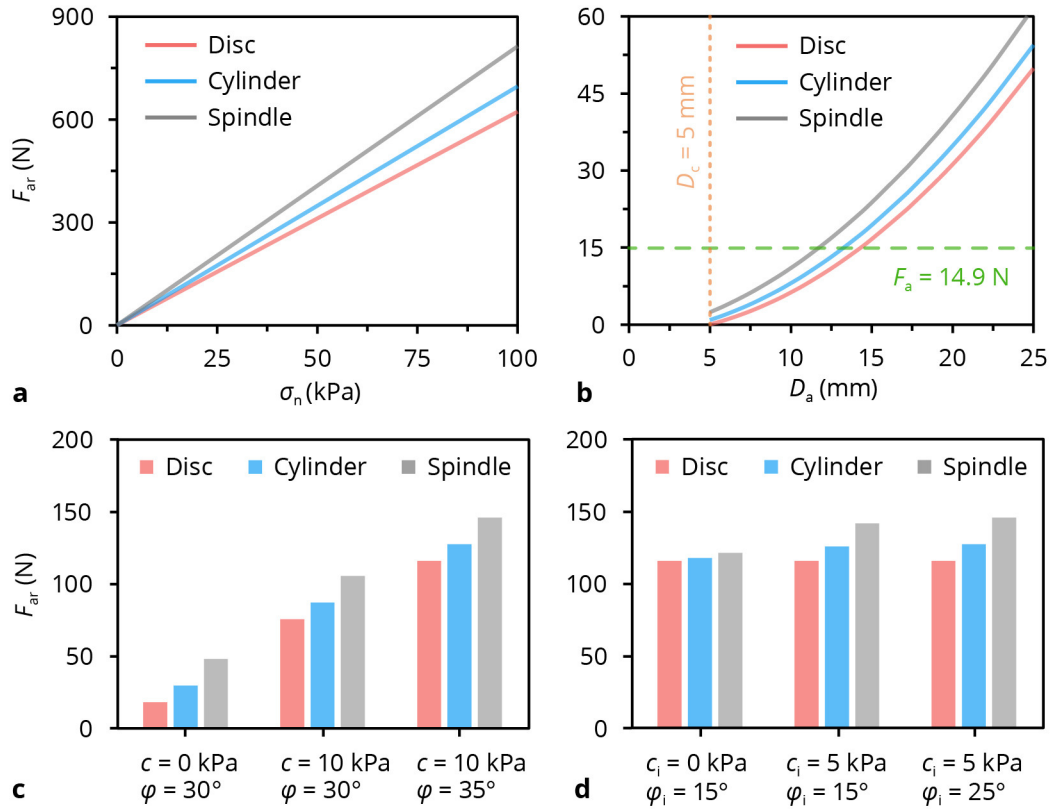 900
600
300
0
F_ar (N)
Disc
Cylinder
Spindle
0 25 50 75 100
σ_n (kPa)
a
60
45
30
15
0
D_c = 5 mm
Disc
Cylinder
Spindle
F_a = 14.9 N
0 5 10 15 20 25
D_a (mm)
b
200
150
100
50
0
F_ar (N)
Disc Cylinder Spindle
c = 0 kPa c = 10 kPa c = 10 kPa
φ = 30° φ = 30° φ = 35°
c
200
150
100
50
0
Disc Cylinder Spindle
c_i = 0 kPa c_i = 5 kPa c_i = 5 kPa
φ_i = 15° φ_i = 15° φ_i = 25°
d